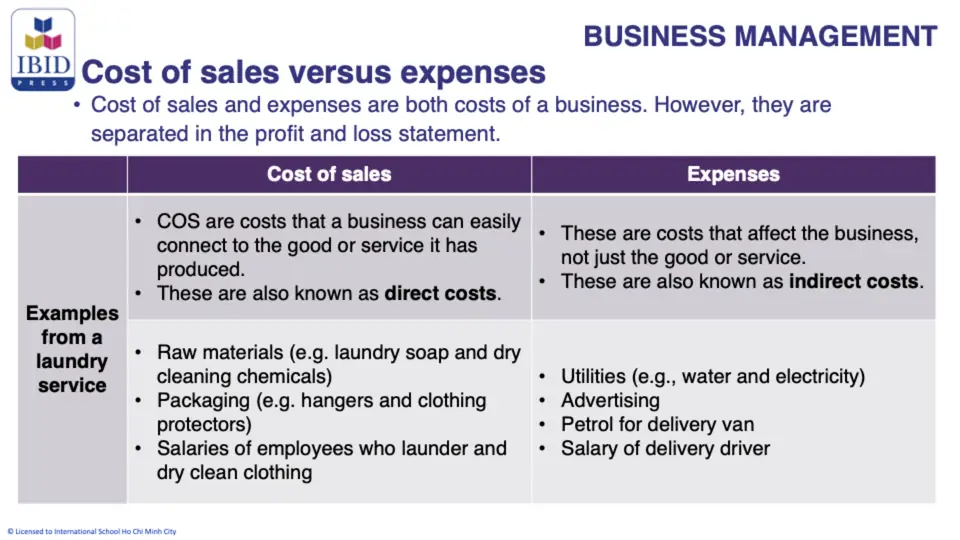 BUSINESS MANAGEMENT
IBID
PRESS
Cost of sales versus expenses
• Cost of sales and expenses are both costs of a business. However, they are
separated in the profit and loss statement.
Cost of sales
Expenses
Examples
from a
laundry
service
• COS are costs that a business can easily
connect to the good or service it has
produced.
• These are also known as direct costs.
• These are costs that affect the business,
not just the good or service.
• These are also known as indirect costs.
• Raw materials (e.g. laundry soap and dry
cleaning chemicals)
• Packaging (e.g. hangers and clothing
protectors)
• Salaries of employees who launder and
dry clean clothing
• Utilities (e.g., water and electricity)
• Advertising
• Petrol for delivery van
• Salary of delivery driver
© Licensed to International School Ho Chi Minh City